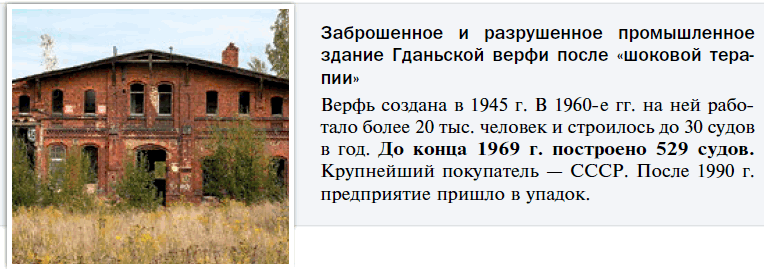 Заброшенное и разрушенное промышленное
здание Гданьской верфи после «шоковой тера-
пии»
Верфь создана в 1945 г. В 1960-е гг. на ней рабо-
тало более 20 тыс. человек и строилось до 30 судов
в год. До конца 1969 г. построено 529 судов.
Крупнейший покупатель — СССР. После 1990 г.
предприятие пришло в упадок.